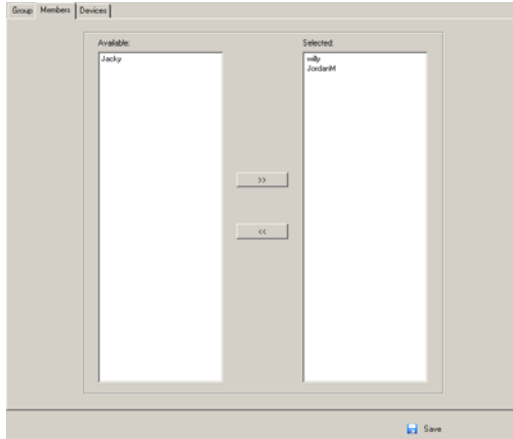 Group Members Devices
Available: Selected:
Jacky
willy
JordanM
>>
<<
Save